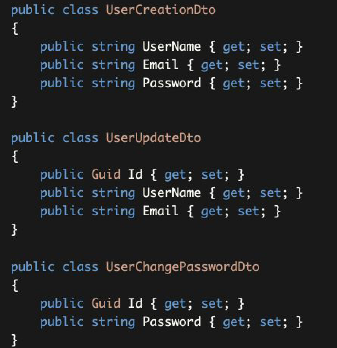 public class UserCreationDto
{
    public string UserName { get; set; }
    public string Email { get; set; }
    public string Password { get; set; }
}

public class UserUpdateDto
{
    public Guid Id { get; set; }
    public string UserName { get; set; }
    public string Email { get; set; }
}

public class UserChangePasswordDto
{
    public Guid Id { get; set; }
    public string Password { get; set; }
}